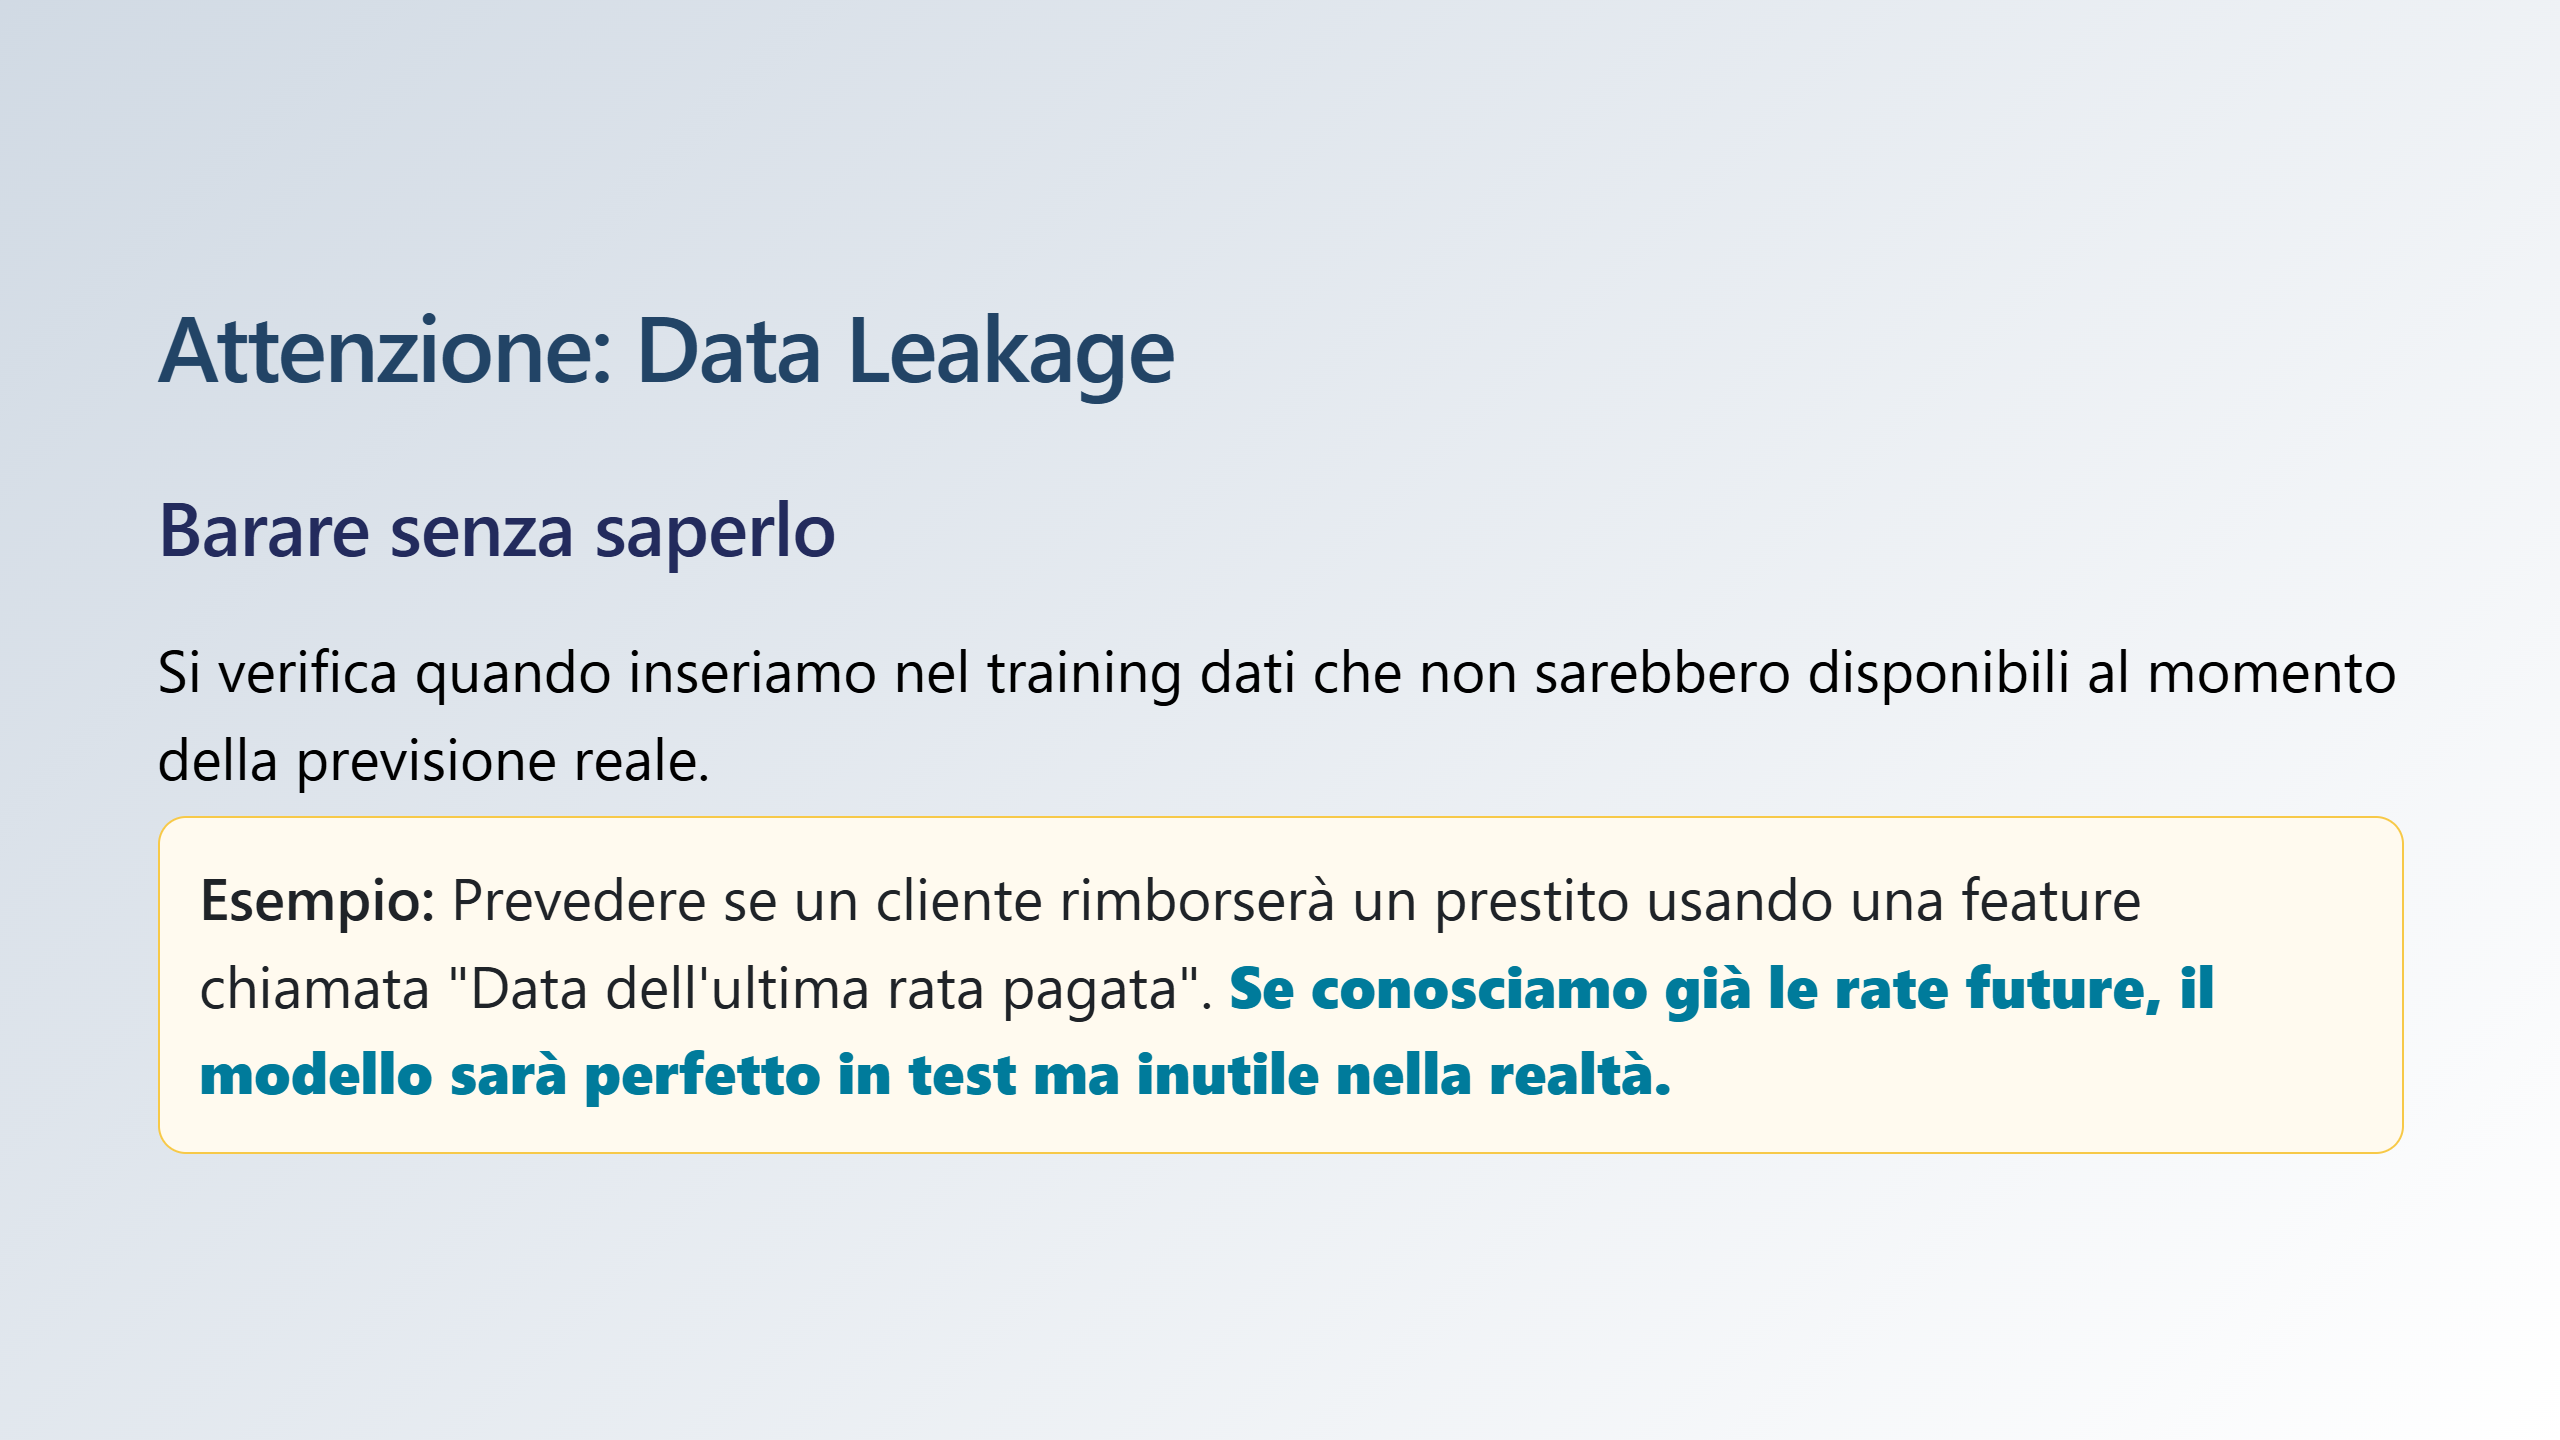 Attenzione: Data Leakage
Barare senza saperlo
Si verifica quando inseriamo nel training dati che non sarebbero disponibili al momento
della previsione reale.
Esempio: Prevedere se un cliente rimborserà un prestito usando una feature
chiamata "Data dell'ultima rata pagata". Se conosciamo già le rate future, il
modello sarà perfetto in test ma inutile nella realtà.